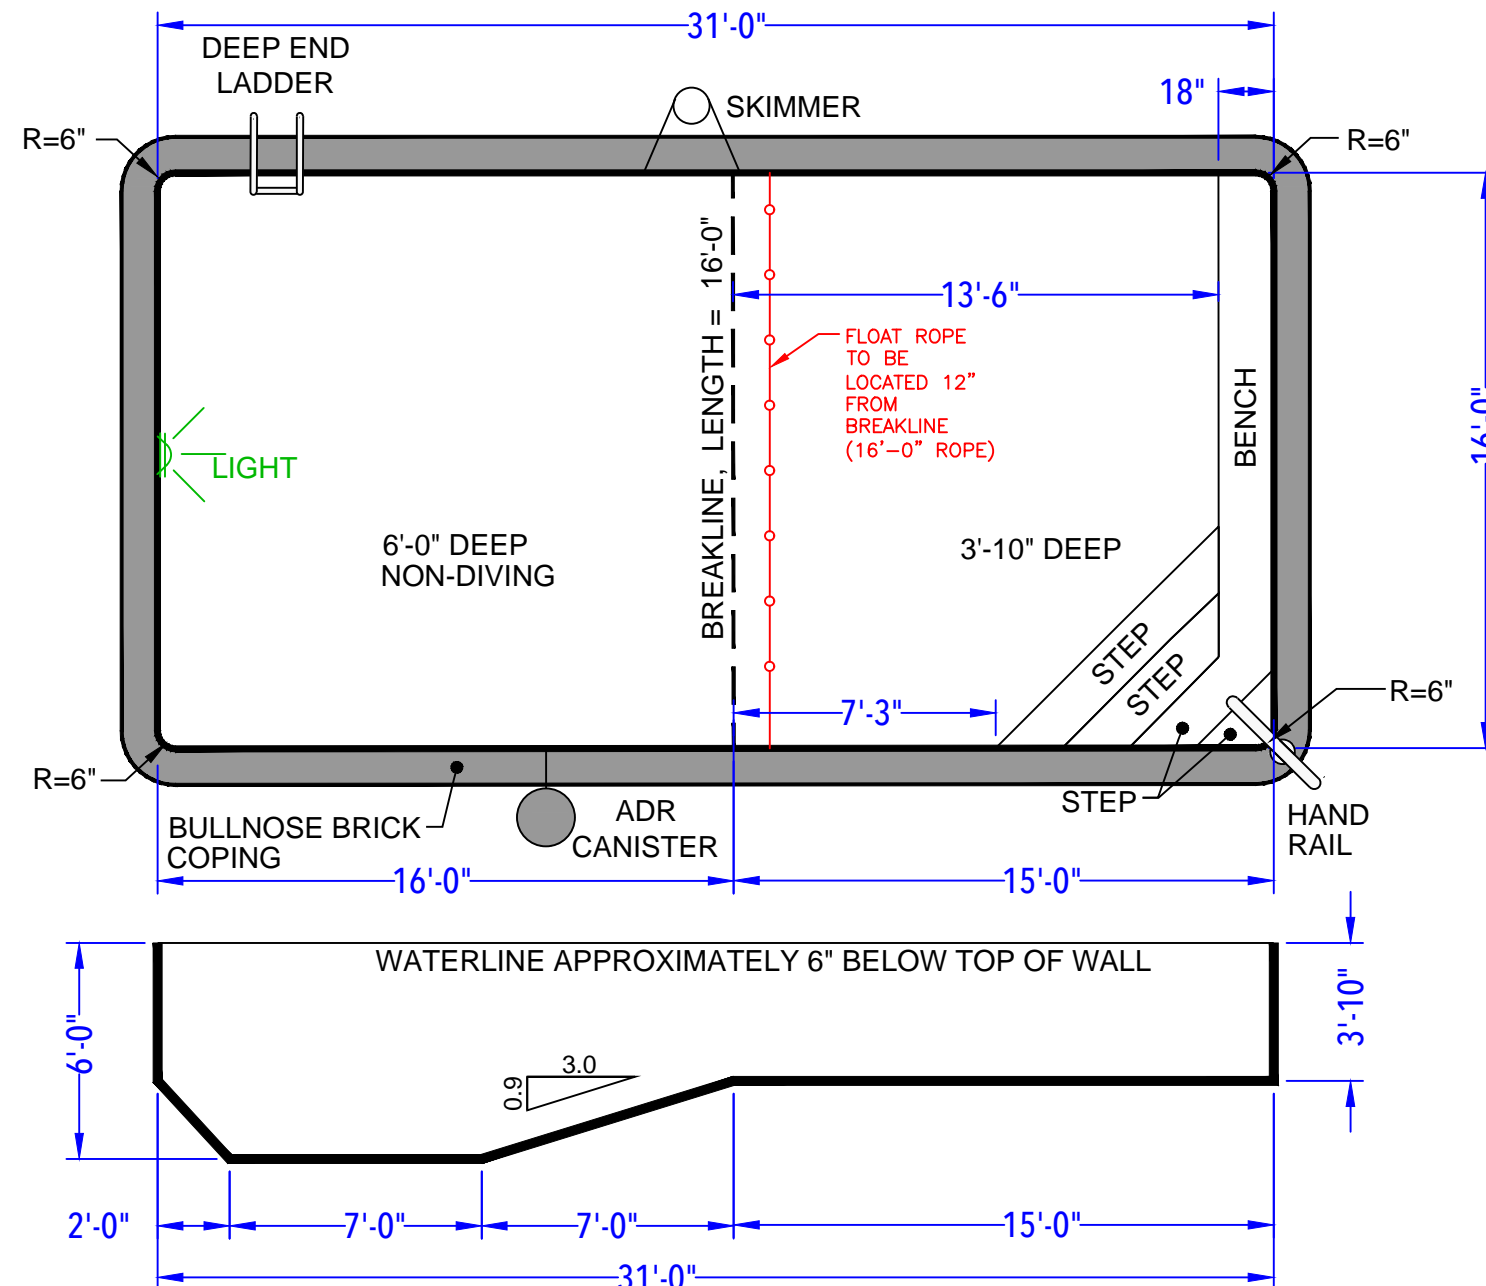 31'-0"
DEEP END
LADDER
SKIMMER
18"
R=6"
R=6"
BREAKLINE, LENGTH = 16'-0"
13'-6"
16'-0"
FLOAT ROPE
TO BE
LOCATED 12"
FROM
BREAKLINE
(16'-0" ROPE)
BENCH
LIGHT
6'-0" DEEP
NON-DIVING
3'-10" DEEP
STEP
STEP
7'-3"
R=6"
R=6"
STEP
BULLNOSE BRICK
COPING
ADR
CANISTER
HAND
RAIL
16'-0"
15'-0"
WATERLINE APPROXIMATELY 6" BELOW TOP OF WALL
6'-0"
3'-10"
3.0
0.9
2'-0"
7'-0"
7'-0"
15'-0"
31'-0"